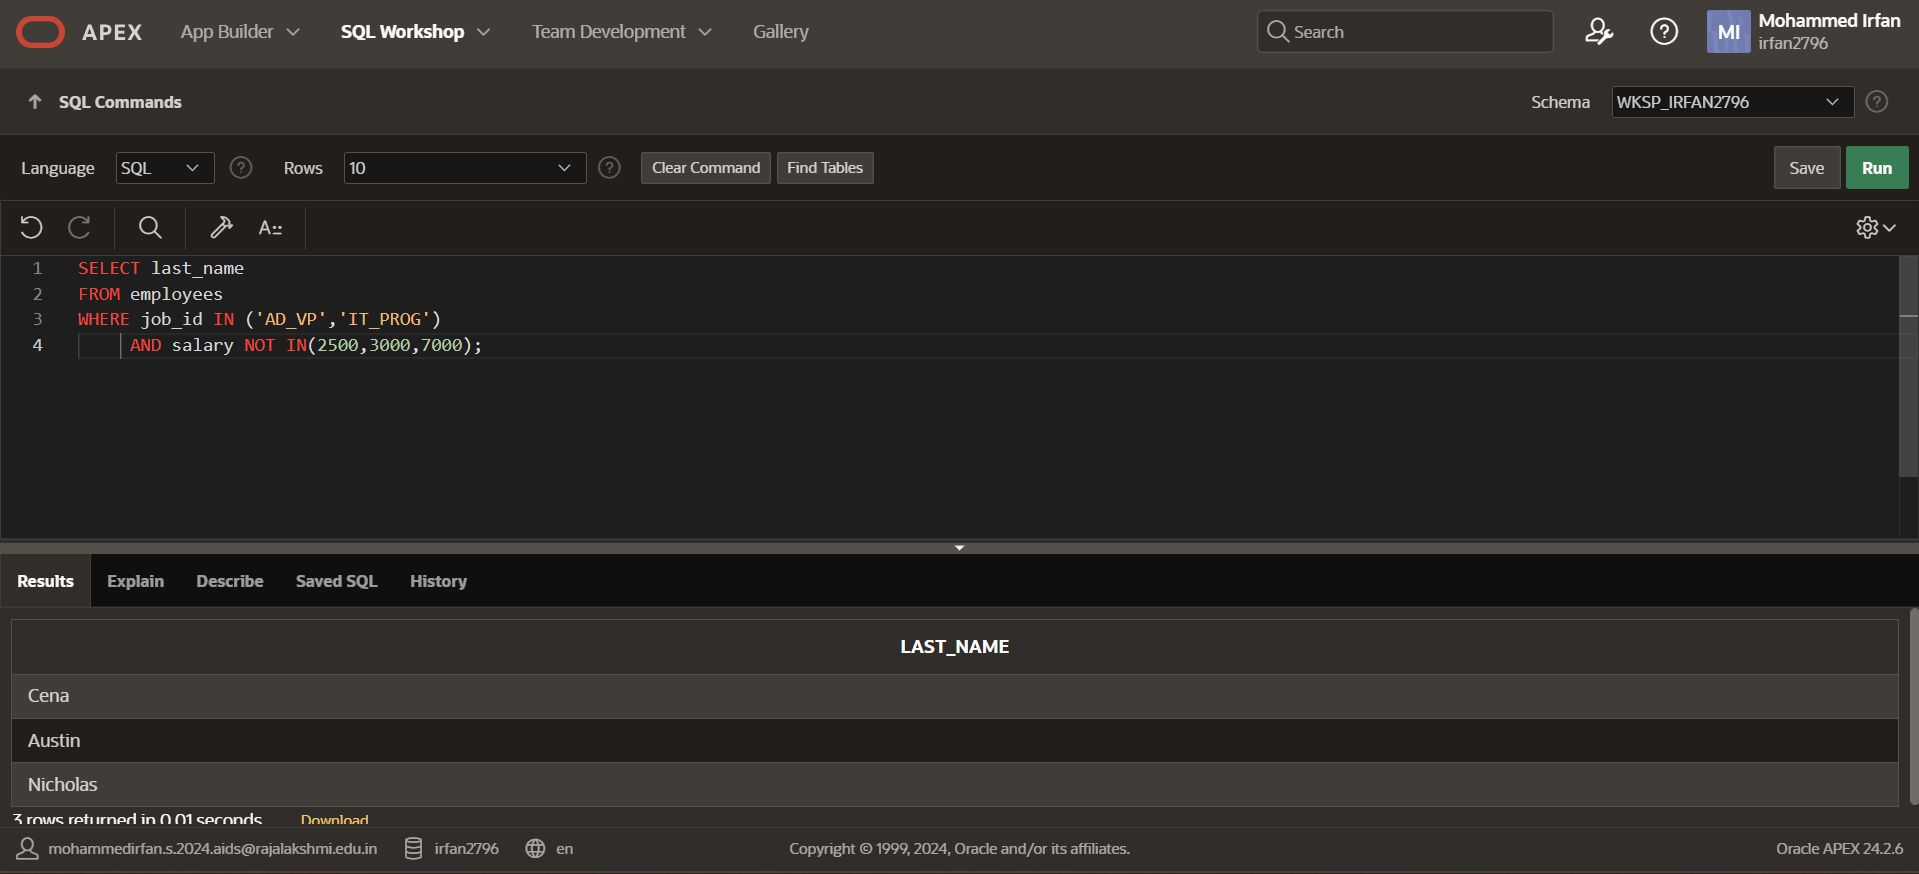 APEX App Builder SQL Workshop Team Development Gallery Search MI Mohammed Irfan
irfan2796
SQL Commands Schema WKSP_IRFAN2796 ?
Language SQL ? Rows 10 ? Clear Command Find Tables Save Run
A::
1 SELECT last_name
2 FROM employees
3 WHERE job_id IN ('AD_VP','IT_PROG')
4 AND salary NOT IN(2500,3000,7000);
Results Explain Describe Saved SQL History
LAST_NAME
Cena
Austin
Nicholas
3 rows returned in 0.01 seconds Download
mohammedirfan.s.2024.aids@rajalakshmi.edu.in irfan2796 en Copyright © 1999, 2024, Oracle and/or its affiliates. Oracle APEX 24.2.6